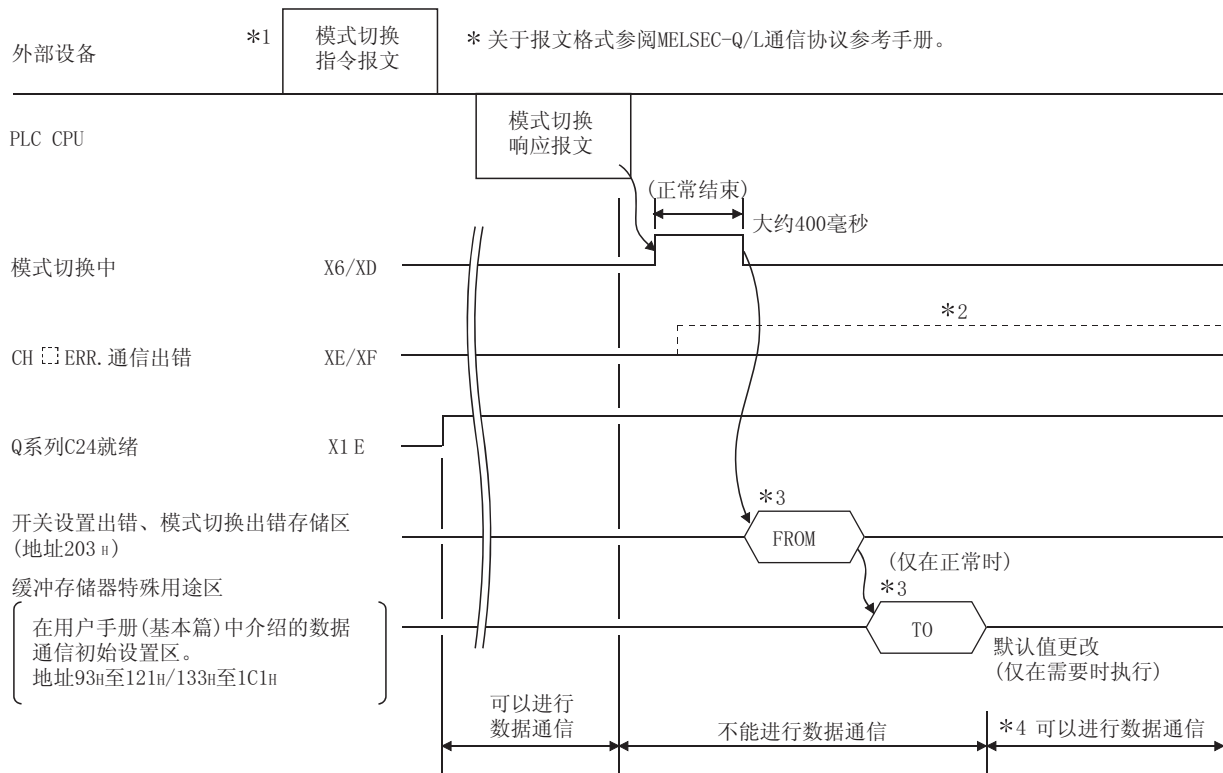 外部设备
*1
模式切换
指令报文
* 关于报文格式参阅MELSEC-Q/L通信协议参考手册。
PLC CPU
模式切换
响应报文
(正常结束)
大约400毫秒
模式切换中 X6/XD
*2
CH ERR.通信出错 XE/XF
Q系列C24就绪 X1E
开关设置出错、模式切换出错存储区
(地址203H)
*3
FROM
(仅在正常时)
缓冲存储器特殊用途区
在用户手册(基本篇)中介绍的数据
通信初始设置区。
地址93H至121H/133H至1C1H
*3
TO
默认值更改
(仅在需要时执行)
可以进行
数据通信
不能进行数据通信
*4 可以进行数据通信